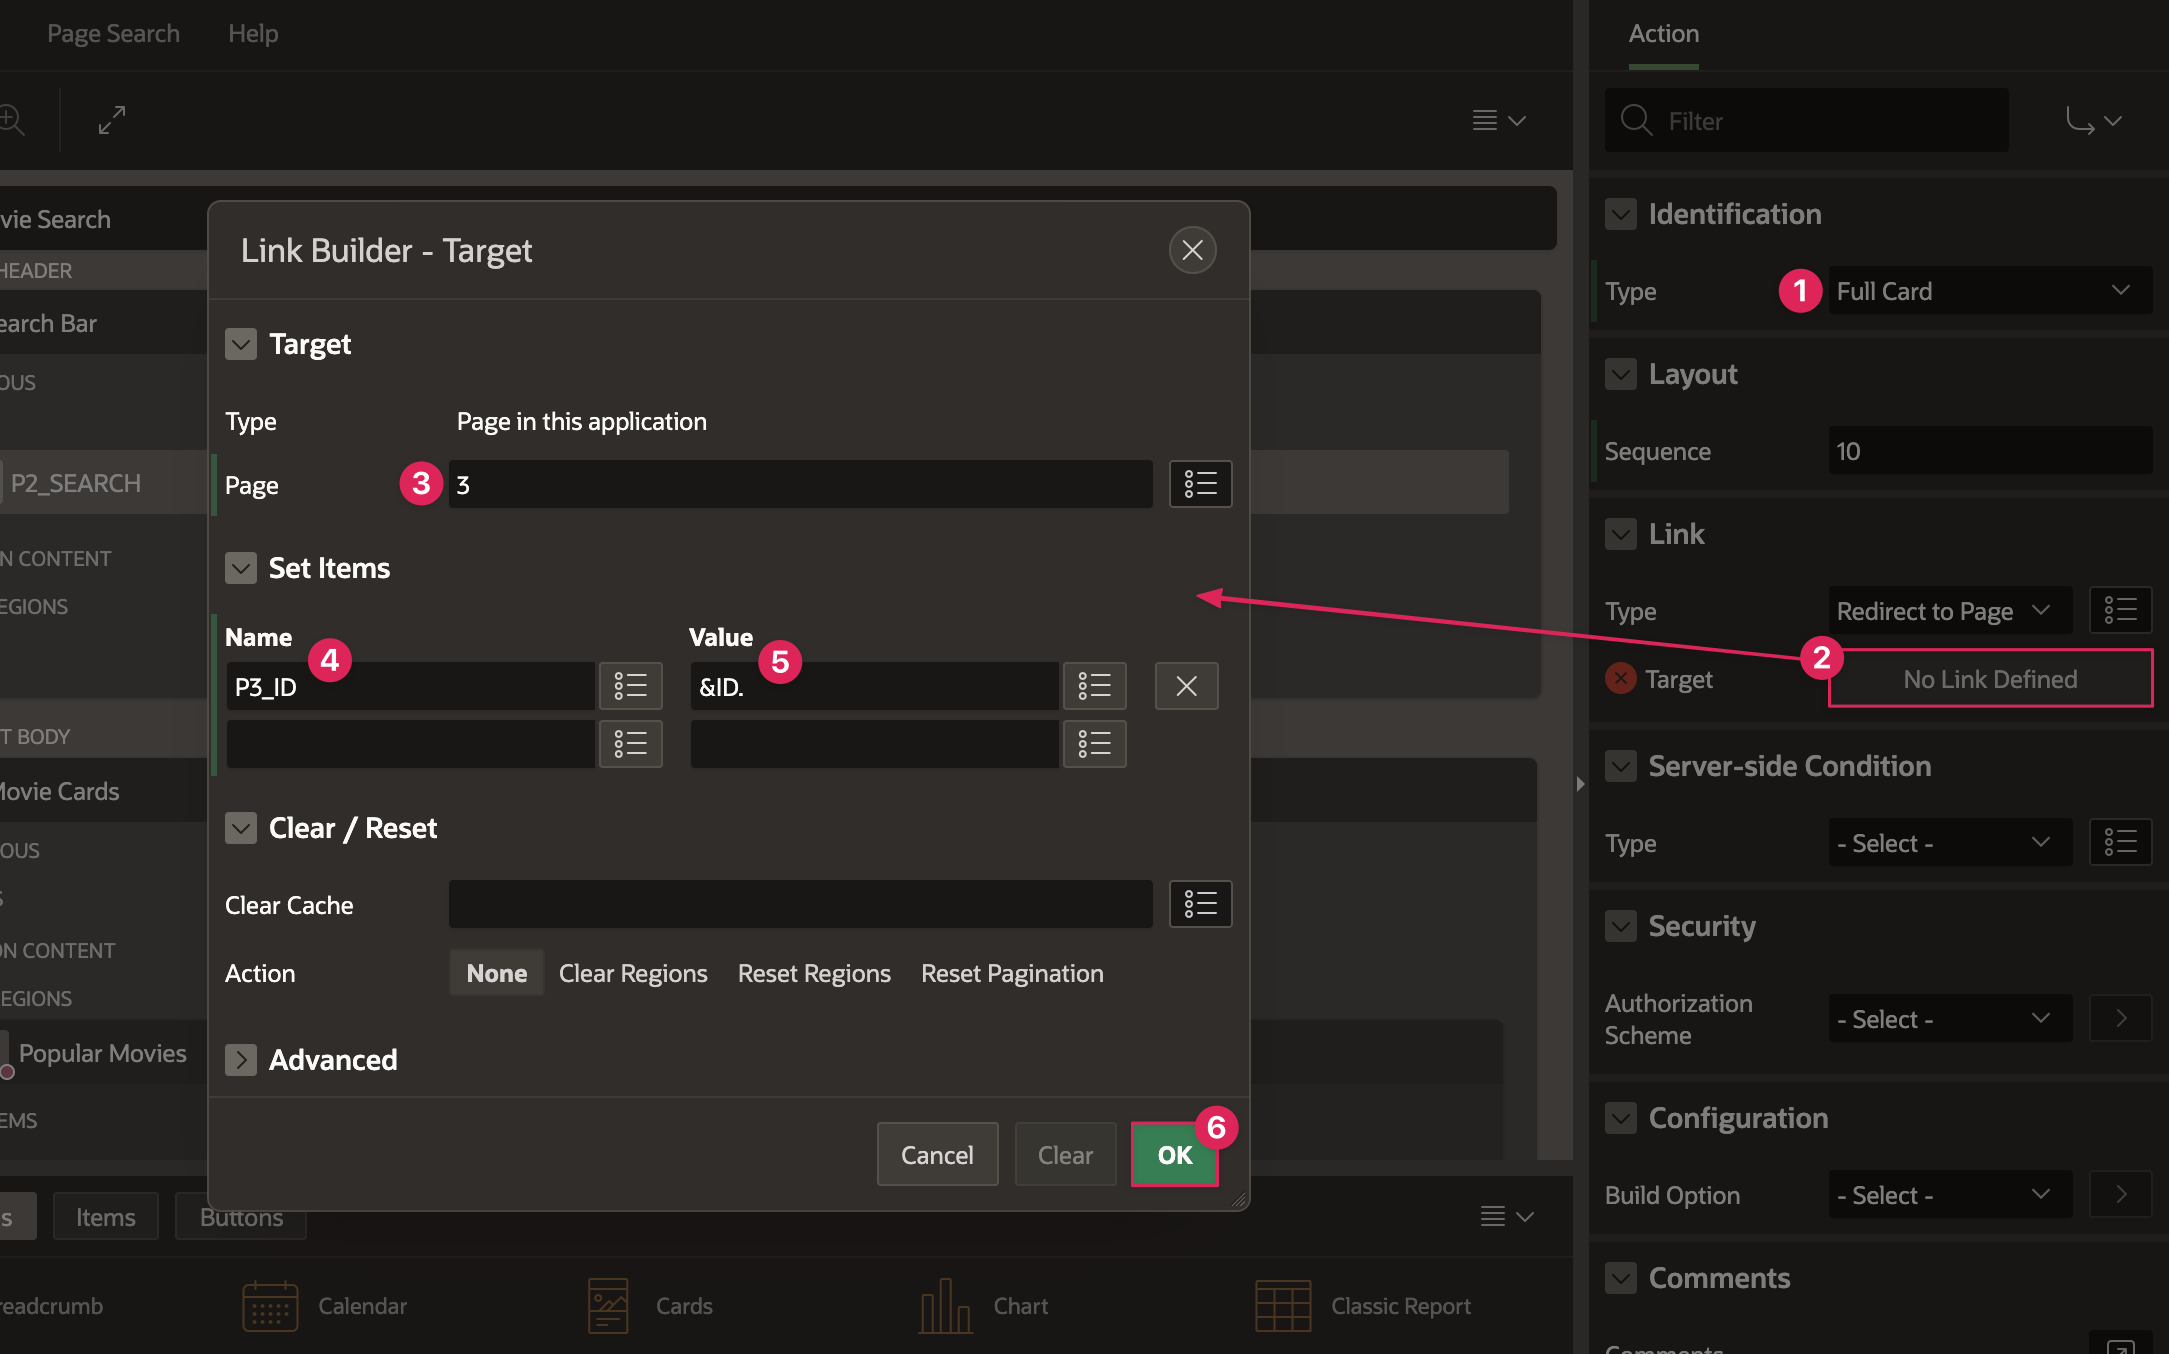 Page Search Help
Action
Filter
vie Search
HEADER
earch Bar
OUS
P2_SEARCH
N CONTENT
EGIONS
T BODY
Movie Cards
OUS
S
ON CONTENT
EGIONS
Popular Movies
EMS
Link Builder - Target
Target
Type Page in this application
Page 3 3
Set Items
Name Value
4 5
P3_ID &ID.
Clear / Reset
Clear Cache
Action None Clear Regions Reset Regions Reset Pagination
Advanced
Cancel Clear OK 6
Identification
Type 1 Full Card
Layout
Sequence 10
Link
Type Redirect to Page
2
Target No Link Defined
Server-side Condition
Type - Select -
Security
Authorization
Scheme - Select -
Configuration
Build Option - Select -
Comments
Comments
s Items Buttons
readcrumb Calendar Cards Chart Classic Report